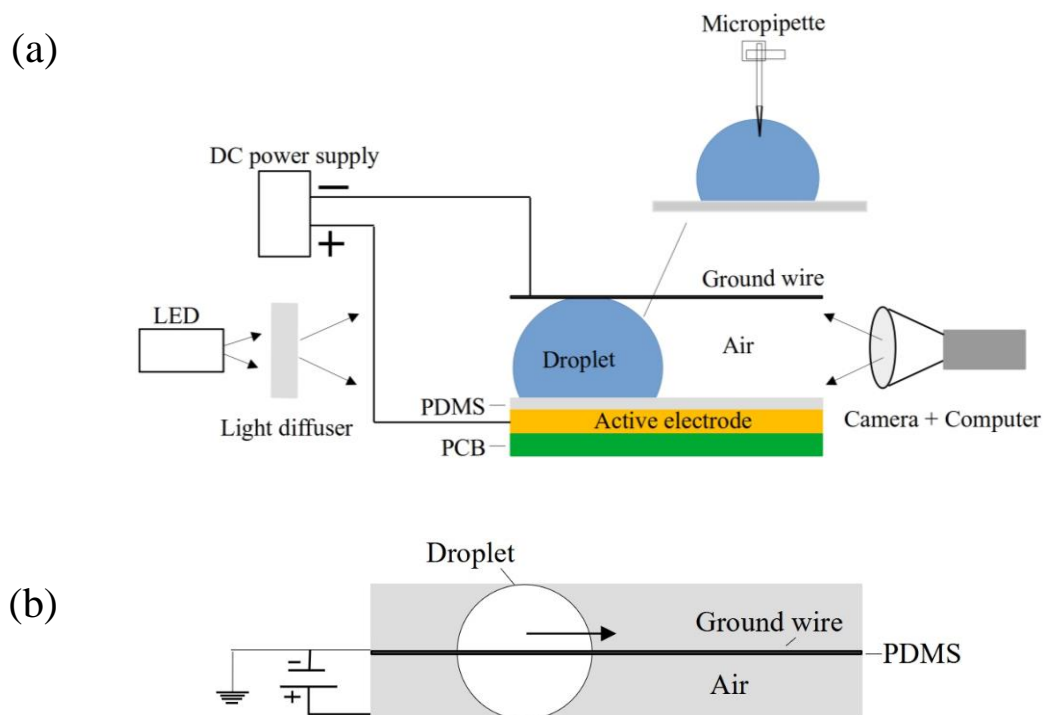 (a)
Micropipette
DC power supply
−
+
Ground wire
LED
Droplet
Air
PDMS
Light diffuser
Active electrode
Camera + Computer
PCB
(b)
Droplet
Ground wire
PDMS
-
+
Air